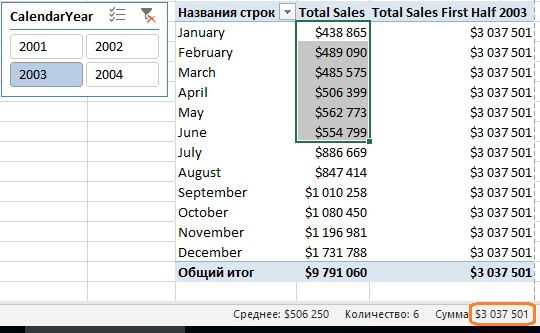 CalendarYear
2001 2002
2003 2004
Названия строк Total Sales Total Sales First Half 2003
January $438 865 $3 037 501
February $489 090 $3 037 501
March $485 575 $3 037 501
April $506 399 $3 037 501
May $562 773 $3 037 501
June $554 799 $3 037 501
July $886 669 $3 037 501
August $847 414 $3 037 501
September $1 010 258 $3 037 501
October $1 080 450 $3 037 501
November $1 196 981 $3 037 501
December $1 731 788 $3 037 501
Общий итог $9 791 060 $3 037 501
Среднее: $506 250 Количество: 6 Сумма $3 037 501